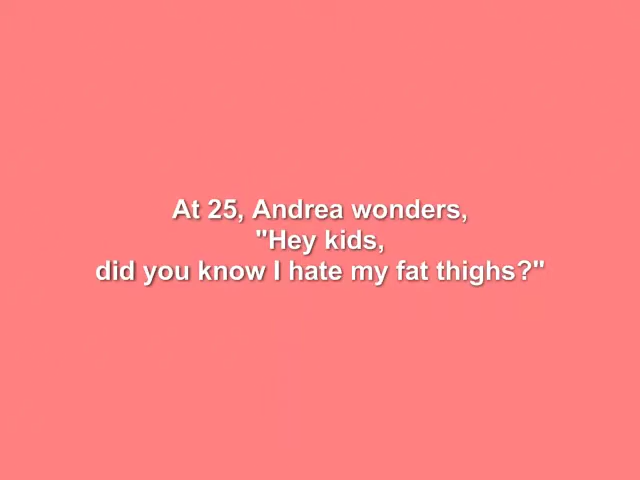 At 25, Andrea wonders,
"Hey kids,
did you know I hate my fat thighs?"